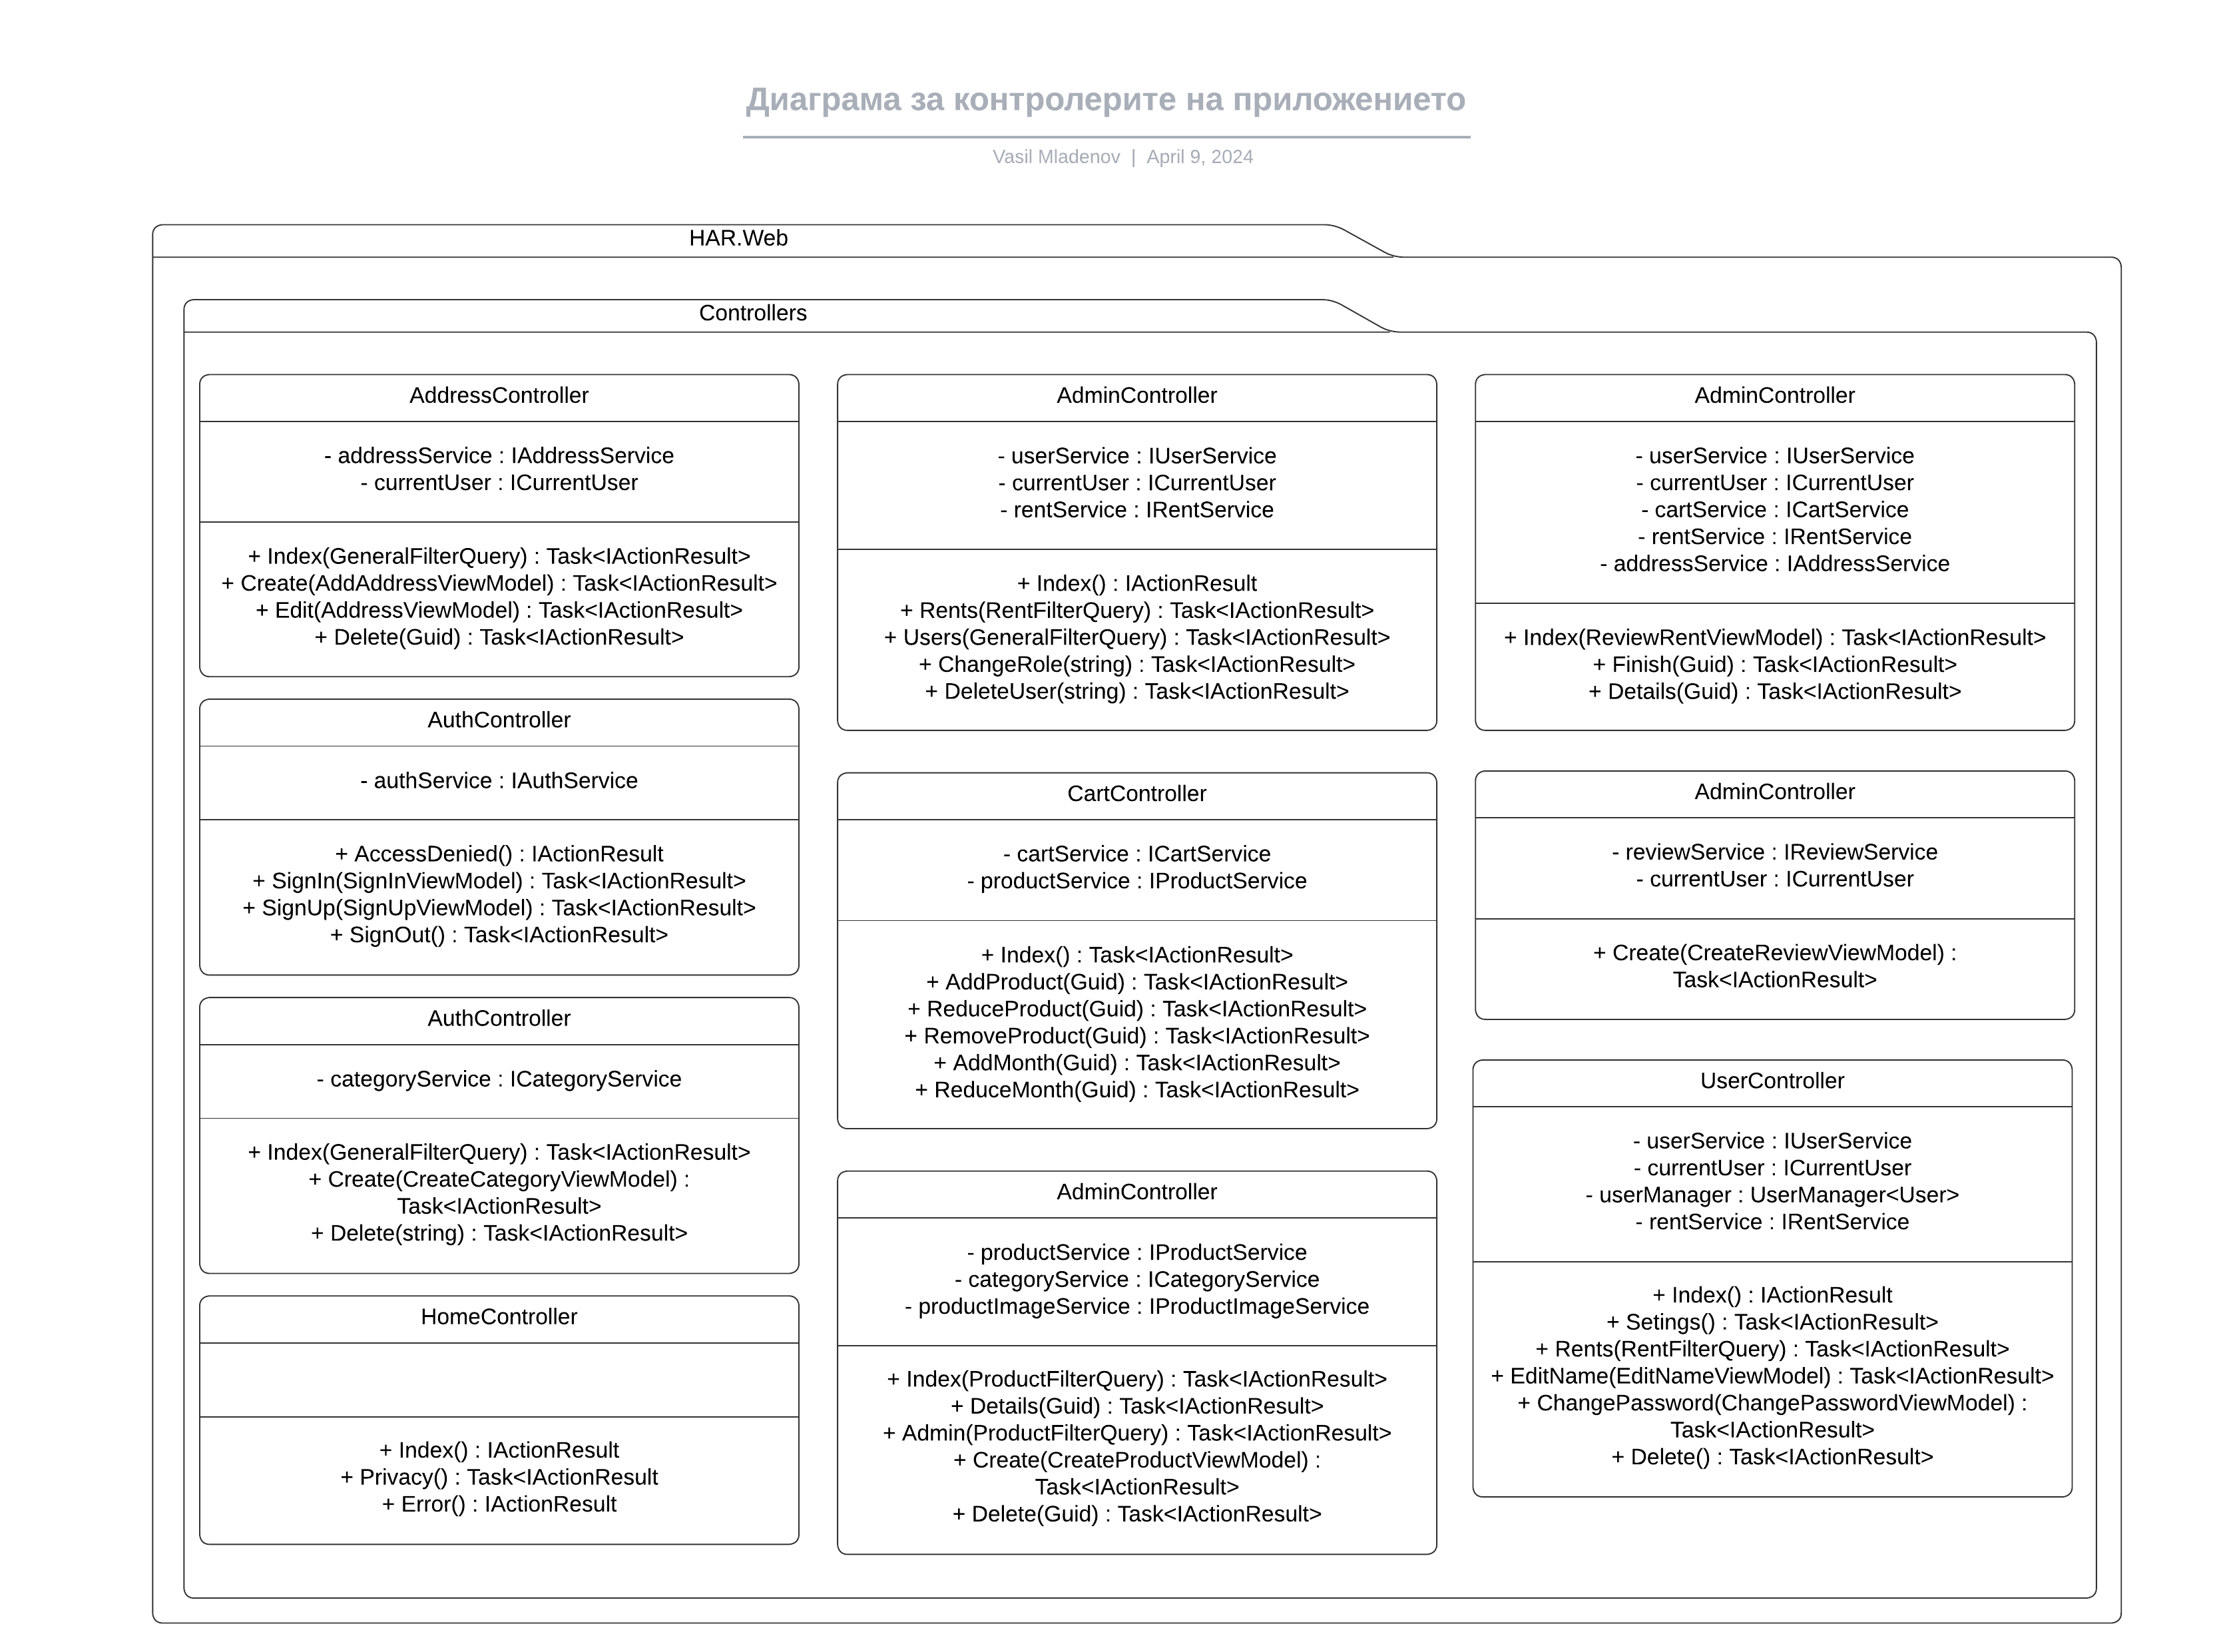 Диаграма за контролерите на приложението
Vasil Mladenov | April 9, 2024
HAR.Web
Controllers
AddressController
- addressService : IAddressService
- currentUser : ICurrentUser
+ Index(GeneralFilterQuery) : Task<IActionResult>
+ Create(AddAddressViewModel) : Task<IActionResult>
+ Edit(AddressViewModel) : Task<IActionResult>
+ Delete(Guid) : Task<IActionResult>
AuthController
- authService : IAuthService
+ AccessDenied() : IActionResult
+ SignIn(SignInViewModel) : Task<IActionResult>
+ SignUp(SignUpViewModel) : Task<IActionResult>
+ SignOut() : Task<IActionResult>
AuthController
- categoryService : ICategoryService
+ Index(GeneralFilterQuery) : Task<IActionResult>
+ Create(CreateCategoryViewModel) :
Task<IActionResult>
+ Delete(string) : Task<IActionResult>
HomeController
+ Index() : IActionResult
+ Privacy() : Task<IActionResult
+ Error() : IActionResult
AdminController
- userService : IUserService
- currentUser : ICurrentUser
- rentService : IRentService
+ Index() : IActionResult
+ Rents(RentFilterQuery) : Task<IActionResult>
+ Users(GeneralFilterQuery) : Task<IActionResult>
+ ChangeRole(string) : Task<IActionResult>
+ DeleteUser(string) : Task<IActionResult>
CartController
- cartService : ICartService
- productService : IProductService
+ Index() : Task<IActionResult>
+ AddProduct(Guid) : Task<IActionResult>
+ ReduceProduct(Guid) : Task<IActionResult>
+ RemoveProduct(Guid) : Task<IActionResult>
+ AddMonth(Guid) : Task<IActionResult>
+ ReduceMonth(Guid) : Task<IActionResult>
AdminController
- productService : IProductService
- categoryService : ICategoryService
- productImageService : IProductImageService
+ Index(ProductFilterQuery) : Task<IActionResult>
+ Details(Guid) : Task<IActionResult>
+ Admin(ProductFilterQuery) : Task<IActionResult>
+ Create(CreateProductViewModel) :
Task<IActionResult>
+ Delete(Guid) : Task<IActionResult>
AdminController
- userService : IUserService
- currentUser : ICurrentUser
- cartService : ICartService
- rentService : IRentService
- addressService : IAddressService
+ Index(ReviewRentViewModel) : Task<IActionResult>
+ Finish(Guid) : Task<IActionResult>
+ Details(Guid) : Task<IActionResult>
AdminController
- reviewService : IReviewService
- currentUser : ICurrentUser
+ Create(CreateReviewViewModel) :
Task<IActionResult>
UserController
- userService : IUserService
- currentUser : ICurrentUser
- userManager : UserManager<User>
- rentService : IRentService
+ Index() : IActionResult
+ Setings() : Task<IActionResult>
+ Rents(RentFilterQuery) : Task<IActionResult>
+ EditName(EditNameViewModel) : Task<IActionResult>
+ ChangePassword(ChangePasswordViewModel) :
Task<IActionResult>
+ Delete() : Task<IActionResult>